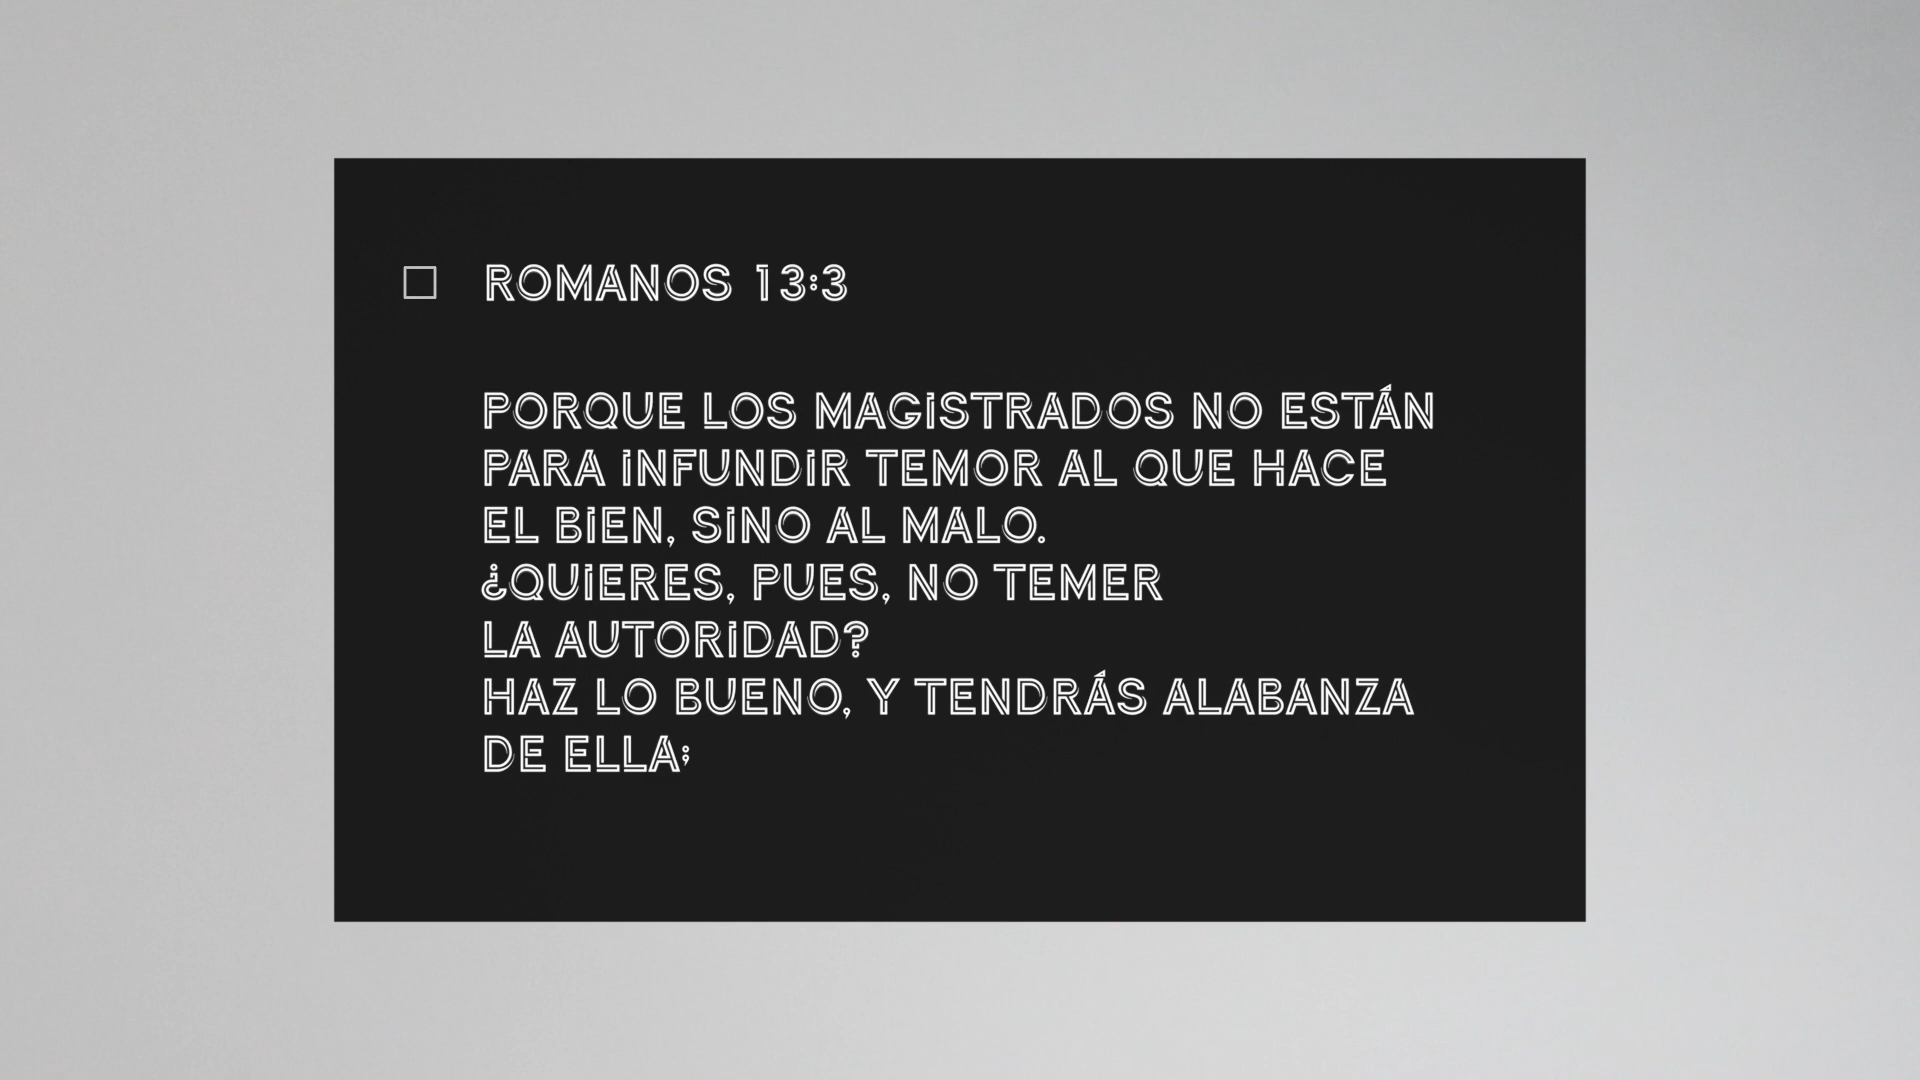 ROMANOS 13:3
PORQUE LOS MAGISTRADOS NO ESTÁN
PARA INFUNDIR TEMOR AL QUE HACE
EL BIEN, SINO AL MALO.
¿QUIERES, PUES, NO TEMER
LA AUTORIDAD?
HAZ LO BUENO, Y TENDRÁS ALABANZA
DE ELLA;